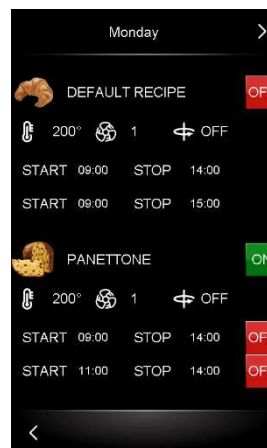 Monday
DEFAULT RECIPE OF
200° 1 OFF
START 09:00 STOP 14:00
START 09:00 STOP 15:00
PANETTONE ON
200° 1 OFF
START 09:00 STOP 14:00 OF
START 11:00 STOP 14:00 OF